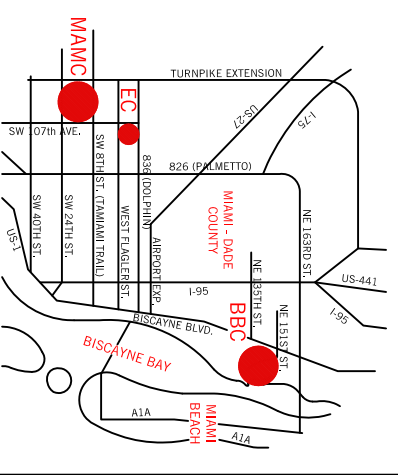 MAMC
EC
TURNPIKE EXTENSION
US-27
I-75
SW 107th AVE.
826 (PALMETTO)
SW 40TH ST.
SW 24TH ST.
SW 8TH ST. (TAMIAMI TRAIL)
WEST FLAGLER ST.
836 (DOLPHIN)
AIRPORT EXP.
MIAMI - DADE
COUNTY
NE 163RD ST.
US-1
NE 135TH ST.
US-441
I-95
I-95
BISCAYNE BLVD.
BBC
NE 151ST ST.
BISCAYNE BAY
A1A
MIAMI
BEACH
A1A